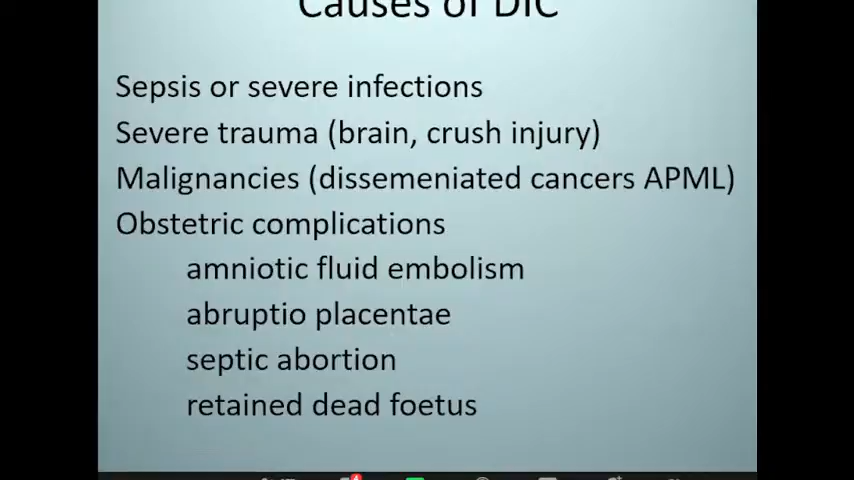 Causes of DIC
Sepsis or severe infections
Severe trauma (brain, crush injury)
Malignancies (dissemeniated cancers APML)
Obstetric complications
amniotic fluid embolism
abruptio placentae
septic abortion
retained dead foetus